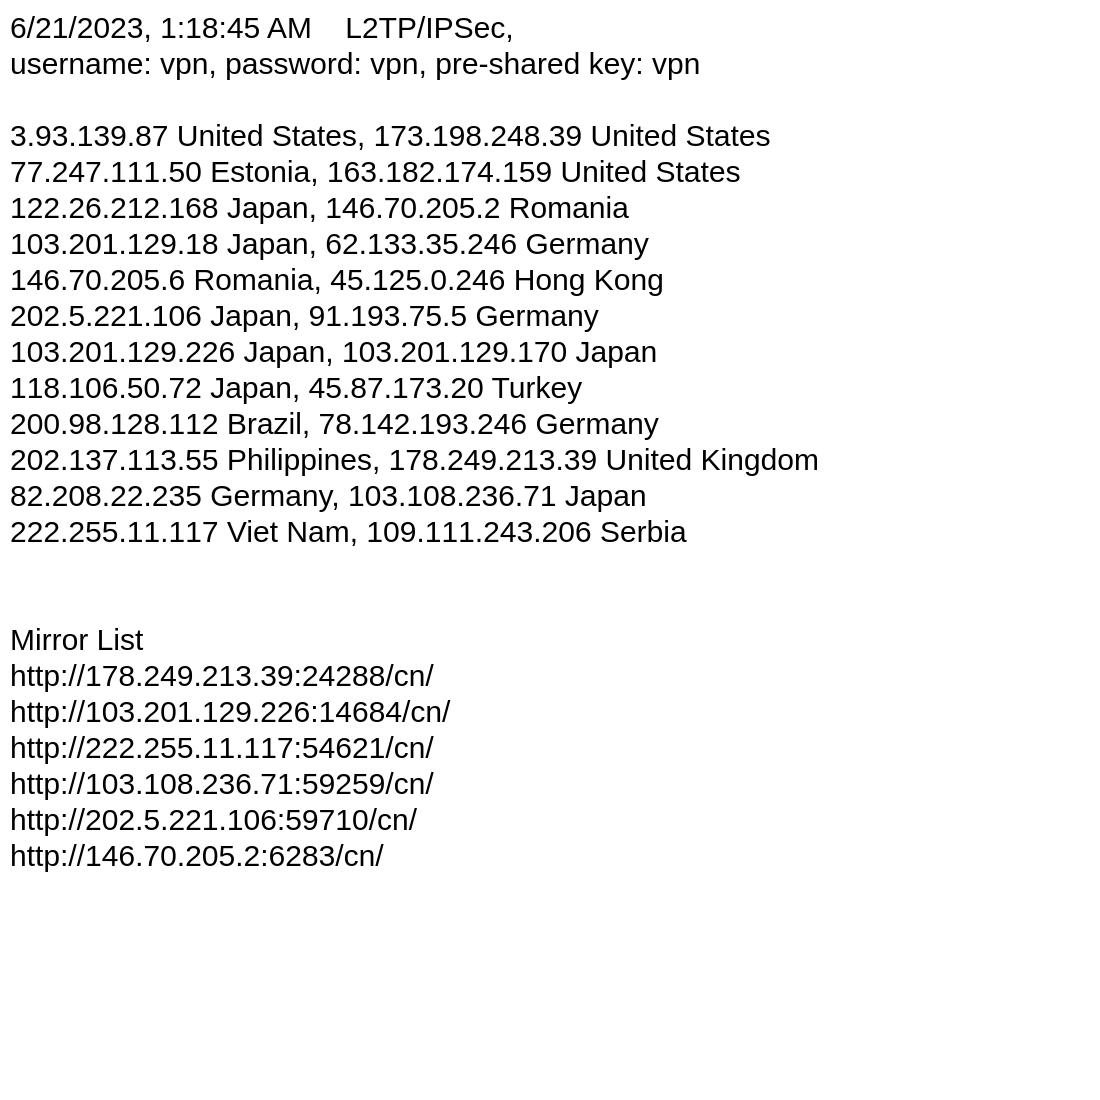 6/21/2023, 1:18:45 AM    L2TP/IPSec,
username: vpn, password: vpn, pre-shared key: vpn
3.93.139.87 United States, 173.198.248.39 United States
77.247.111.50 Estonia, 163.182.174.159 United States
122.26.212.168 Japan, 146.70.205.2 Romania
103.201.129.18 Japan, 62.133.35.246 Germany
146.70.205.6 Romania, 45.125.0.246 Hong Kong
202.5.221.106 Japan, 91.193.75.5 Germany
103.201.129.226 Japan, 103.201.129.170 Japan
118.106.50.72 Japan, 45.87.173.20 Turkey
200.98.128.112 Brazil, 78.142.193.246 Germany
202.137.113.55 Philippines, 178.249.213.39 United Kingdom
82.208.22.235 Germany, 103.108.236.71 Japan
222.255.11.117 Viet Nam, 109.111.243.206 Serbia
Mirror List
http://178.249.213.39:24288/cn/
http://103.201.129.226:14684/cn/
http://222.255.11.117:54621/cn/
http://103.108.236.71:59259/cn/
http://202.5.221.106:59710/cn/
http://146.70.205.2:6283/cn/